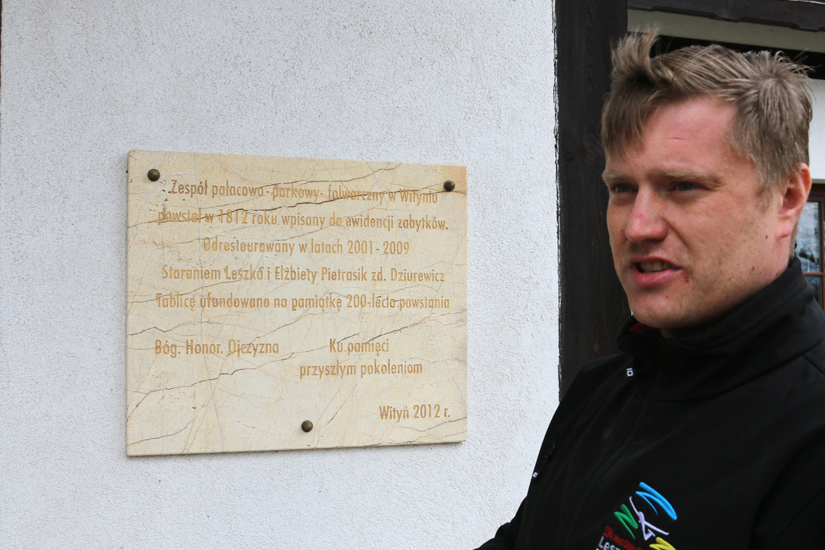 Zespół pałacowo-parkowy-folwarczny w Wityniu
powstał w 1812 roku wpisany do ewidencji zabytków.
Odrestaurowany w latach 2001-2009
Staraniem Leszka i Elżbiety Pietrasik zd. Dziurewicz
Tablicę ufundowano na pamiątkę 200-lecia powstania
Bóg. Honor. Ojczyzna
Ku pamięci
przyszłym pokoleniom
Wityń 2012 r.